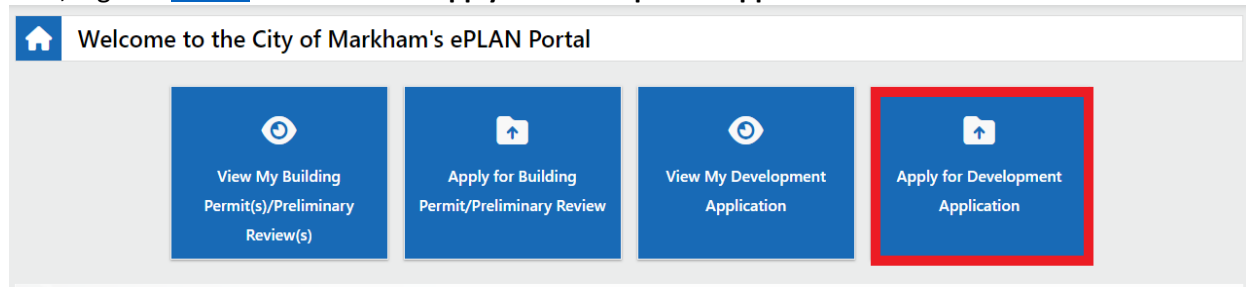 Welcome to the City of Markham's ePLAN Portal
View My Building
Permit(s)/Preliminary
Review(s)
Apply for Building
Permit/Preliminary Review
View My Development
Application
Apply for Development
Application